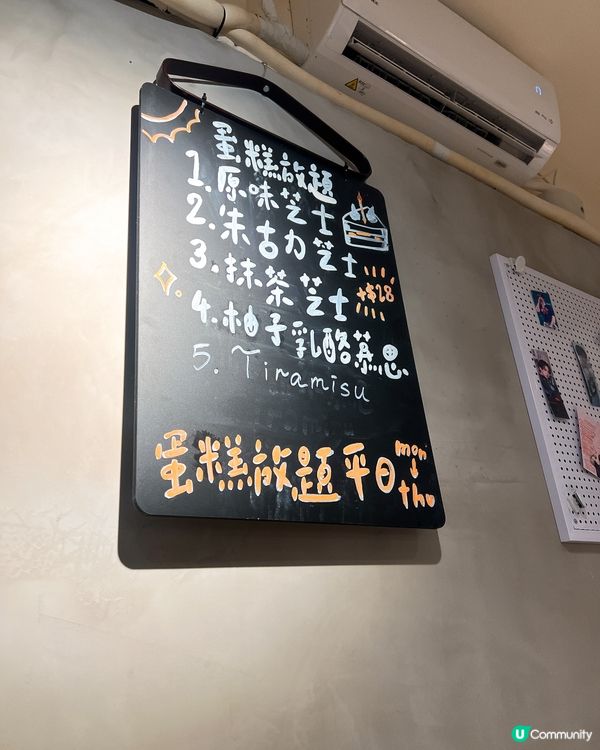 蛋糕放題
1. 原味芝士
2. 朱古力芝士
3. 抹茶芝士 +$28
4. 柚子乳酪慕思
5. Tiramisu
蛋糕放題平日 mon
↓
thu
U Community